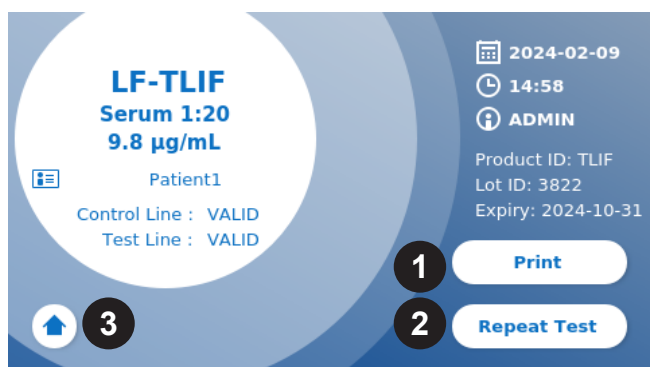 LF-TLIF
Serum 1:20
9.8 µg/mL
Patient1
Control Line : VALID
Test Line : VALID
2024-02-09
14:58
ADMIN
Product ID: TLIF
Lot ID: 3822
Expiry: 2024-10-31
1
Print
2
Repeat Test
3